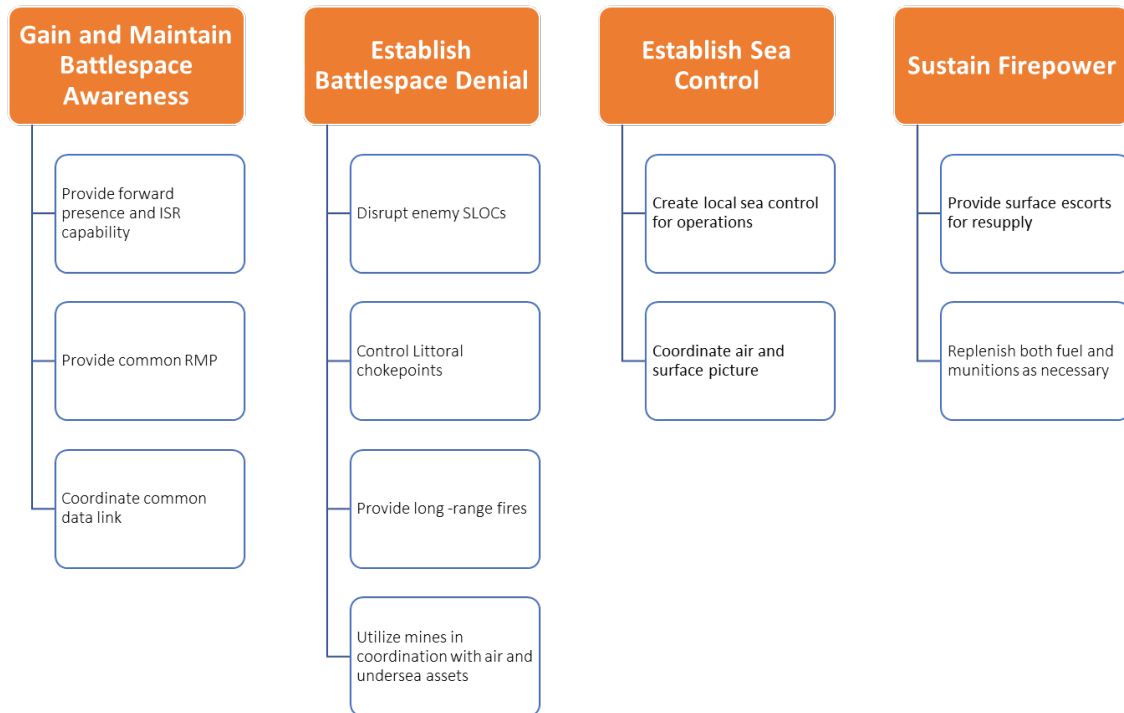 Gain and Maintain
Battlespace
Awareness
Provide forward
presence and ISR
capability
Provide common RMP
Coordinate common
data link
Establish
Battlespace Denial
Disrupt enemy SLOCs
Control Littoral
chokepoints
Provide long -range fires
Utilize mines in
coordination with air and
undersea assets
Establish Sea
Control
Create local sea control
for operations
Coordinate air and
surface picture
Sustain Firepower
Provide surface escorts
for resupply
Replenish both fuel and
munitions as necessary